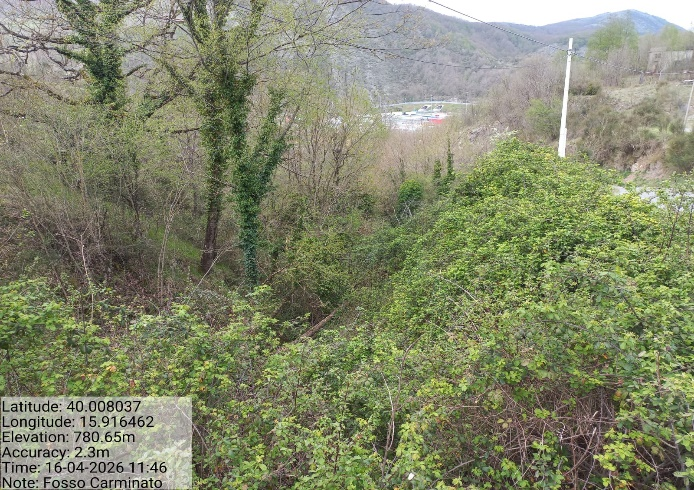 Latitude: 40.008037
Longitude: 15.916462
Elevation: 780.65m
Accuracy: 2.3m
Time: 16-04-2026 11:46
Note: Fosso Carminato